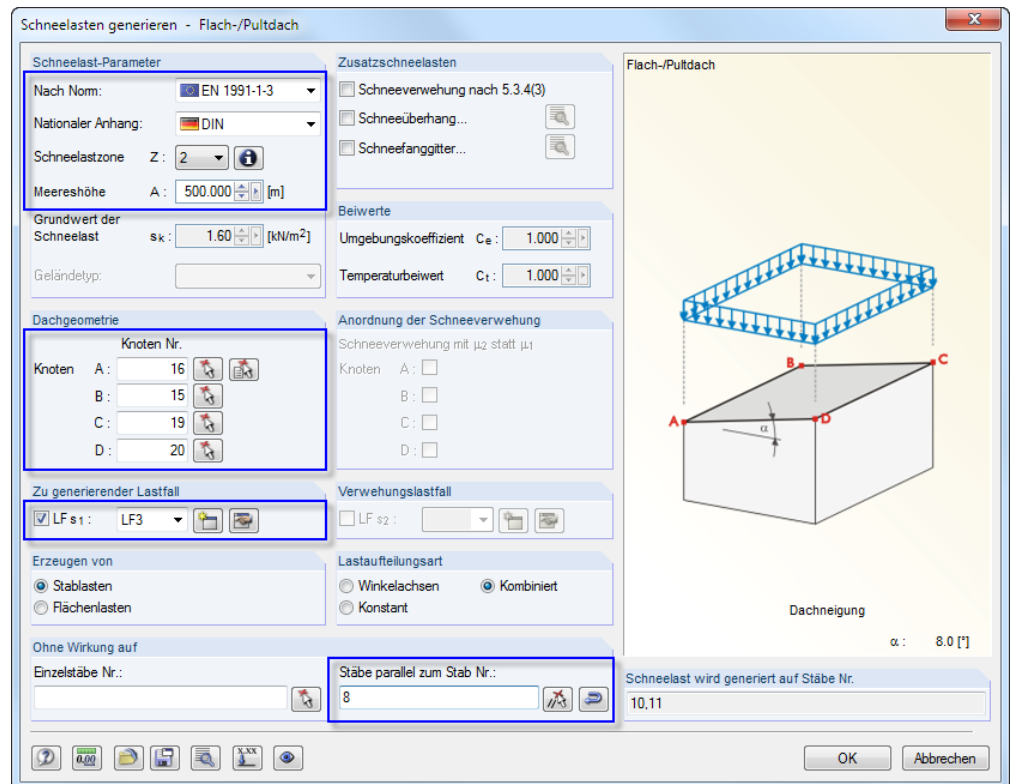 Schneelasten generieren - Flach-/Pultdach
Schneelast-Parameter
Nach Norm: EN 1991-1-3
Nationaler Anhang: DIN
Schneelastzone Z : 2
Meereshöhe A : 500.000 [m]
Grundwert der
Schneelast sk : 1.60 [kN/m²]
Geländetyp:
Zusatzschneelasten
Schneeverwehung nach 5.3.4(3)
Schneeüberhang...
Schneefanggitter...
Beiwerte
Umgebungskoeffizient Ce : 1.000
Temperaturbeiwert Ct : 1.000
Dachgeometrie
Knoten Nr.
Knoten A : 16
B : 15
C : 19
D : 20
Anordnung der Schneeverwehung
Schneeverwehung mit µ2 statt µ1
Knoten A :
B :
C :
D :
Zu generierender Lastfall
LF s1 : LF3
Verwehungslastfall
LF s2 :
Erzeugen von
Stablasten
Flächenlasten
Lastaufteilungsart
Winkelachsen Kombiniert
Konstant
Ohne Wirkung auf
Einzelstäbe Nr.:
Stäbe parallel zum Stab Nr.:
8
Flach-/Pultdach
B
C
A
D
α
Dachneigung
α : 8.0 [°]
Schneelast wird generiert auf Stäbe Nr.
10,11
0.00
X.XX
OK
Abbrechen